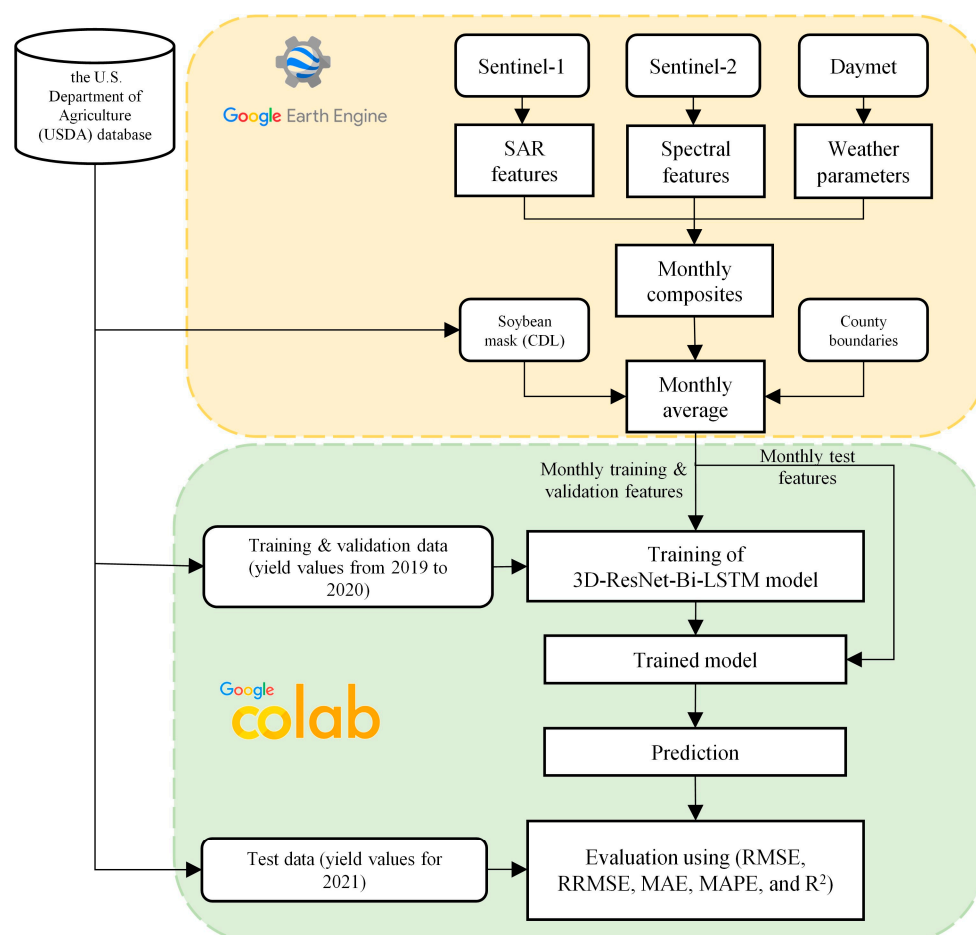 the U.S.
Department of
Agriculture
(USDA) database
Google Earth Engine
Sentinel-1
Sentinel-2
Daymet
SAR
features
Spectral
features
Weather
parameters
Monthly
composites
Soybean
mask (CDL)
County
boundaries
Monthly
average
Monthly training &
validation features
Monthly test
features
Training & validation data
(yield values from 2019 to
2020)
Training of
3D-ResNet-Bi-LSTM model
Trained model
Google
colab
Prediction
Test data (yield values for
2021)
Evaluation using (RMSE,
RRMSE, MAE, MAPE, and R²)